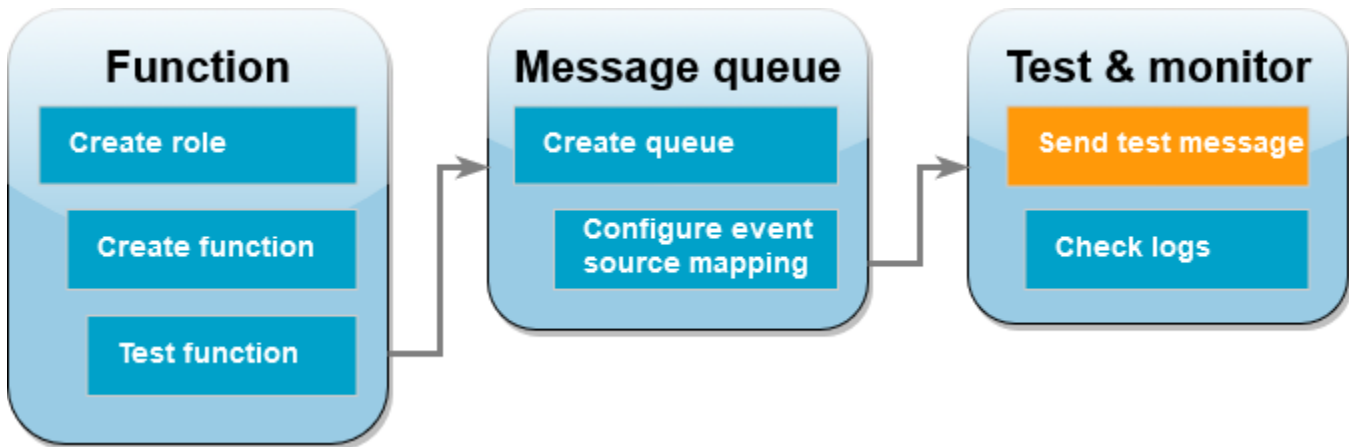 Function
Create role
Create function
Test function
Message queue
Create queue
Configure event
source mapping
Test & monitor
Send test message
Check logs